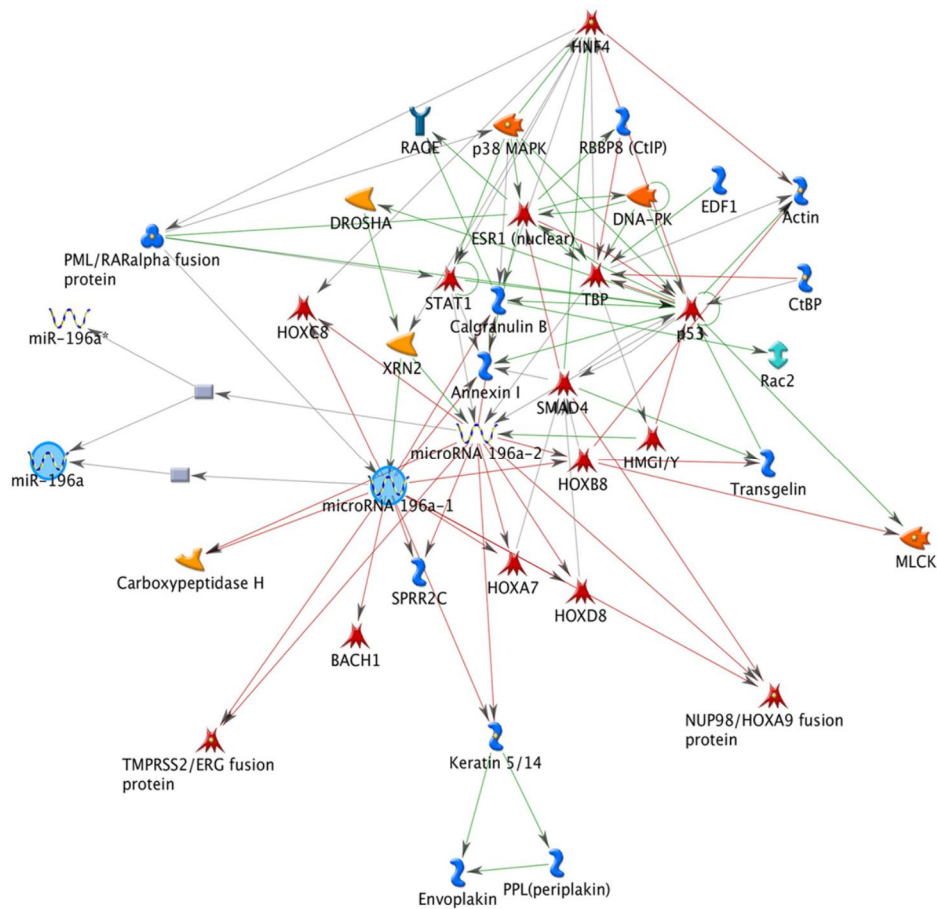 HNF4
RAGE
p38 MAPK
RBBP8 (CtIP)
DROSHA
DNA-PK
EDF1
Actin
ESR1 (nuclear)
PML/RARalpha fusion
protein
STAT1
TBP
CtBP
HOXC8
Calgranulin B
p53
miR-196a*
XRN2
Annexin I
Rac2
SMAD4
microRNA 196a-2
HMGI/Y
miR-196a
HOXB8
Transgelin
microRNA 196a-1
MLCK
Carboxypeptidase H
SPRR2C
HOXA7
HOXD8
BACH1
NUP98/HOXA9 fusion
protein
TMPRSS2/ERG fusion
protein
Keratin 5/14
Envoplakin
PPL(periplakin)